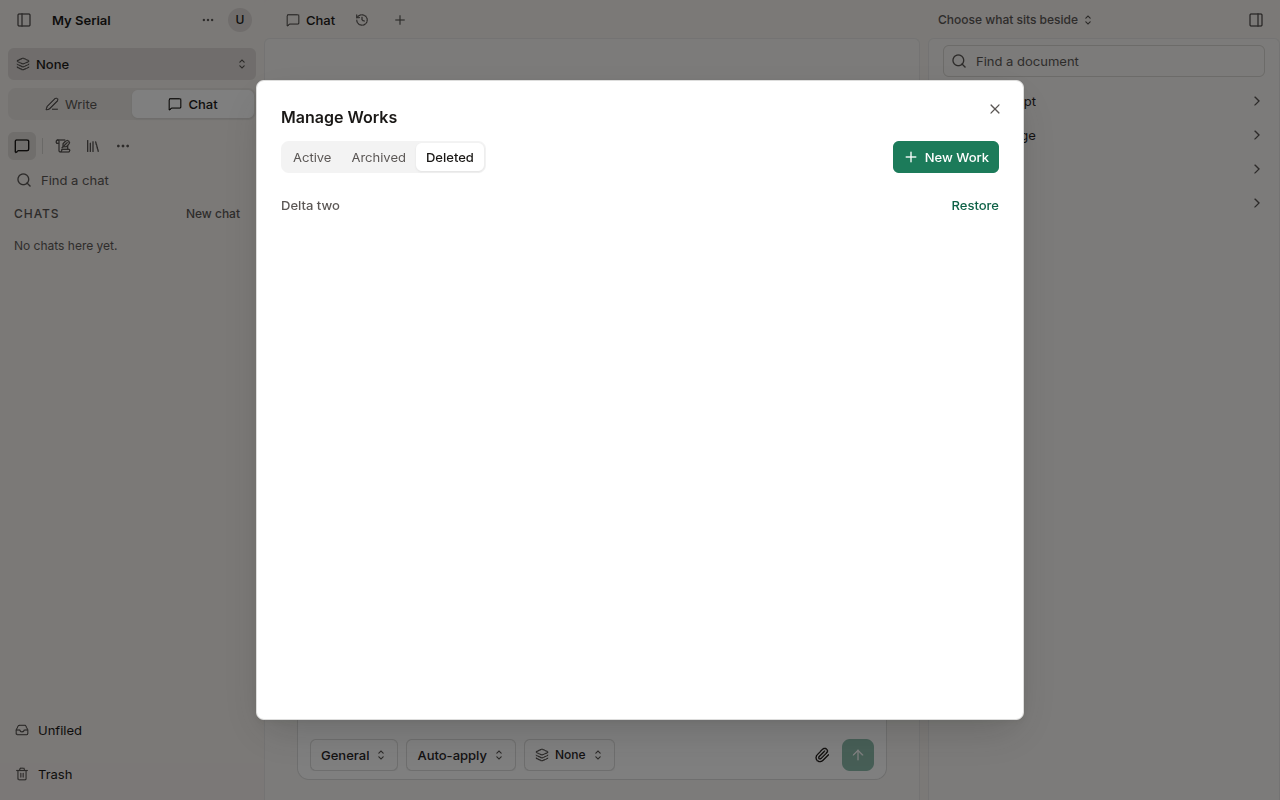 My Serial
U
Chat
Choose what sits beside
None
Find a document
Write
Chat
Manage Works
Active
Archived
Deleted
New Work
Find a chat
CHATS
New chat
Delta two
Restore
No chats here yet.
Unfiled
General
Auto-apply
None
Trash